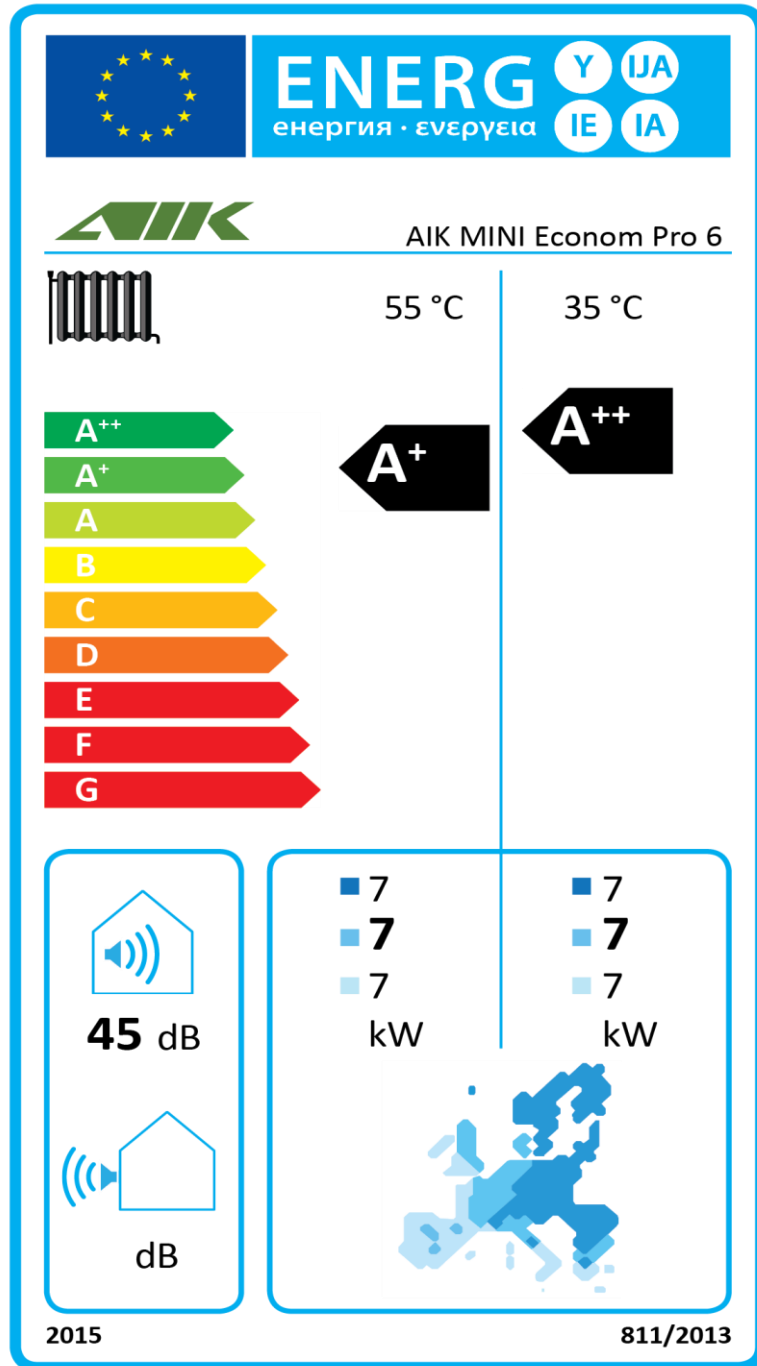 ENERG Y IJA
енергия · ενεργεια IE IA
AIK
AIK MINI Econom Pro 6
55 °C 35 °C
A++
A+
A
B
C
D
E
F
G
A+
A++
7 7
7 7
7 7
kW kW
45 dB
dB
2015 811/2013